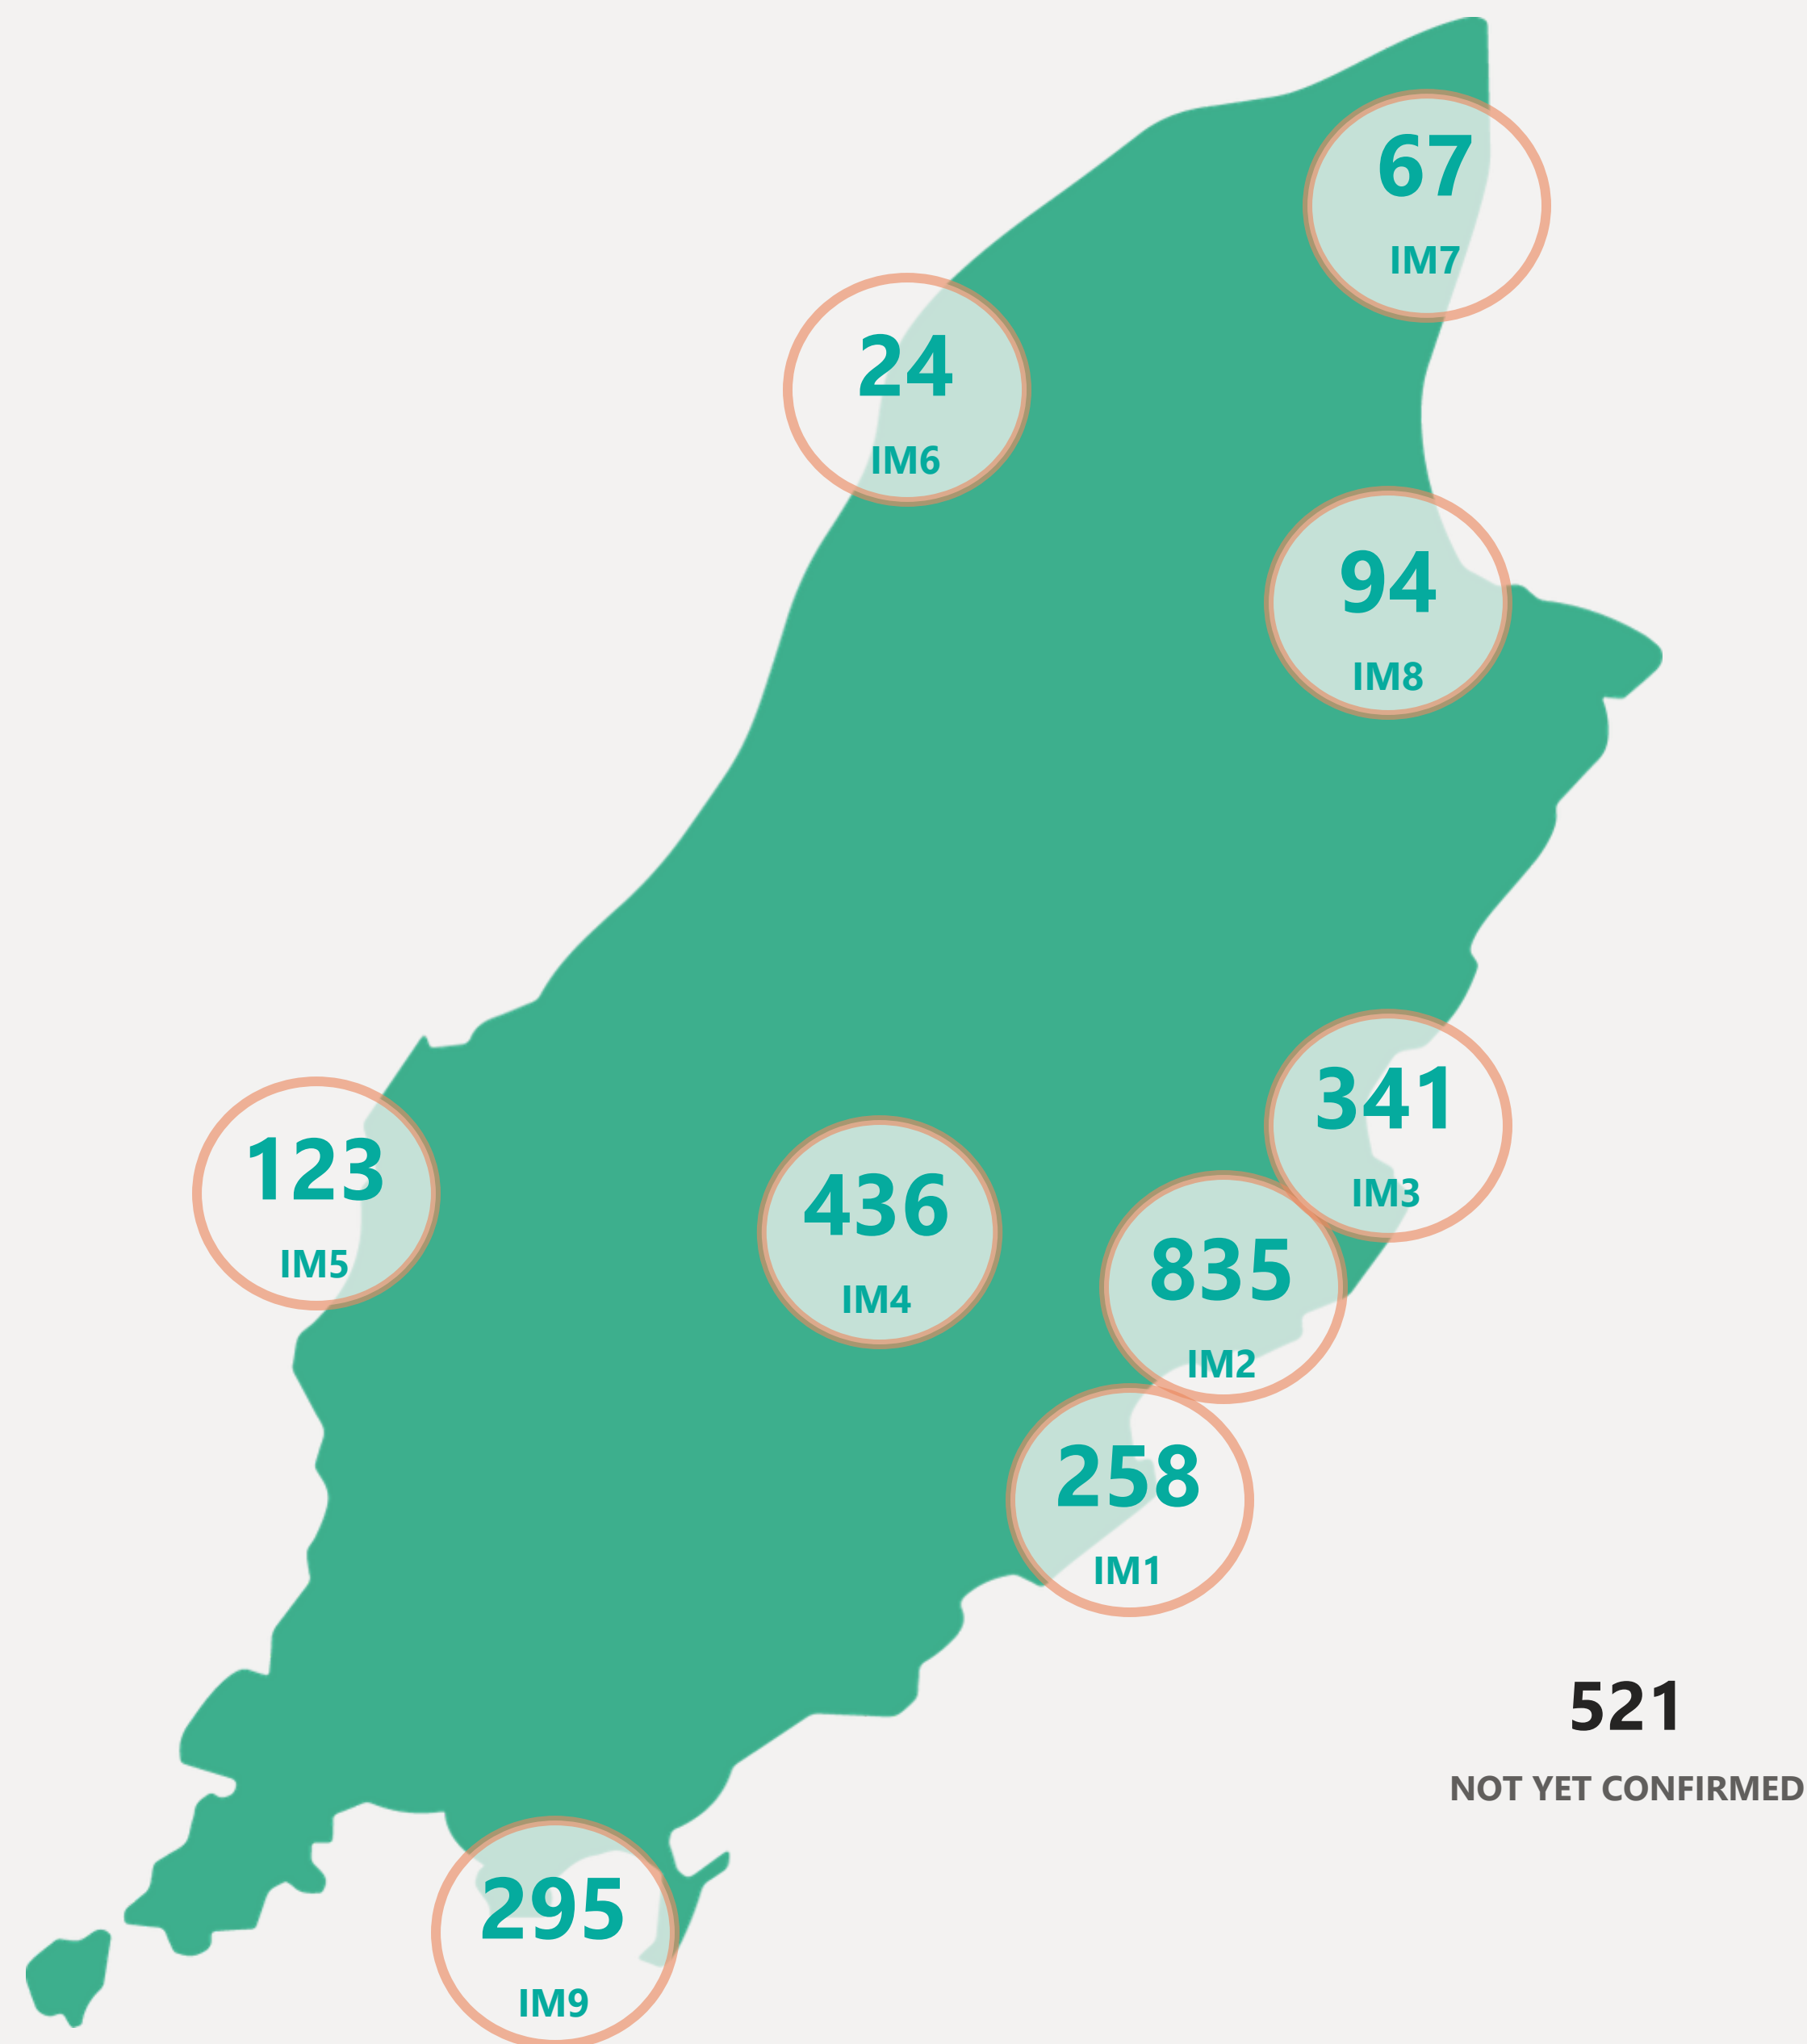 67
IM7
24
IM6
94
IM8
341
IM3
123
IM5
436
IM4
835
IM2
258
IM1
521
NOT YET CONFIRMED
295
IM9